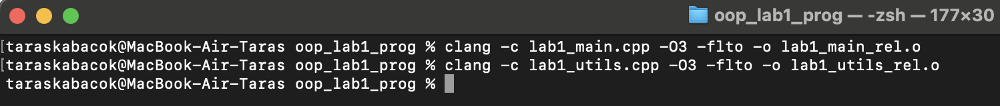 oop_lab1_prog — -zsh — 177×30
[taraskabacok@MacBook-Air-Taras oop_lab1_prog % clang -c lab1_main.cpp -O3 -flto -o lab1_main_rel.o
[taraskabacok@MacBook-Air-Taras oop_lab1_prog % clang -c lab1_utils.cpp -O3 -flto -o lab1_utils_rel.o
taraskabacok@MacBook-Air-Taras oop_lab1_prog %